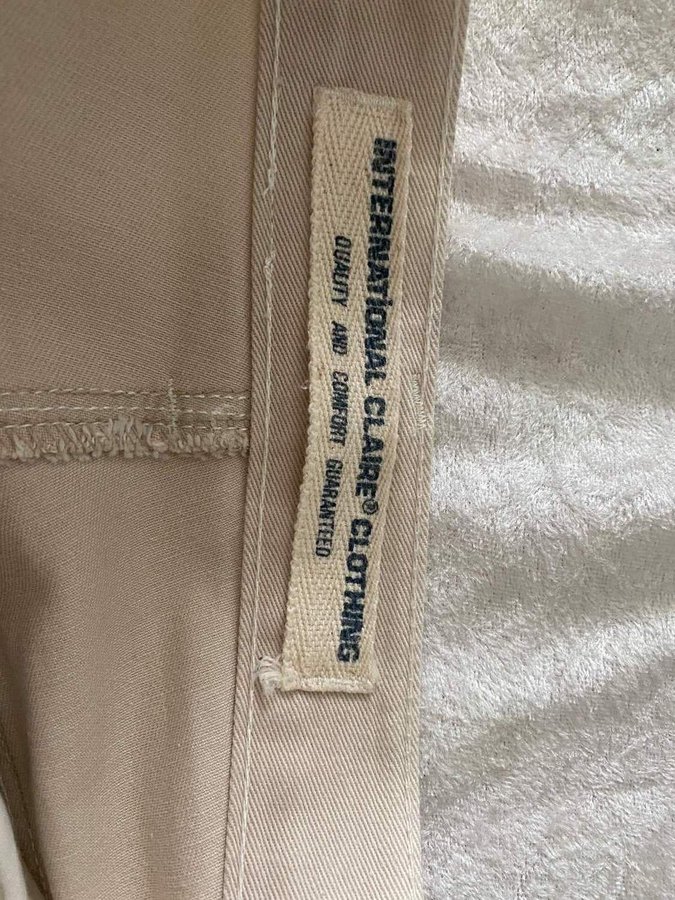 INTERNATiONAL CLAIRE® CLOTHING
QUALITY AND COMFORT GUARANTEED